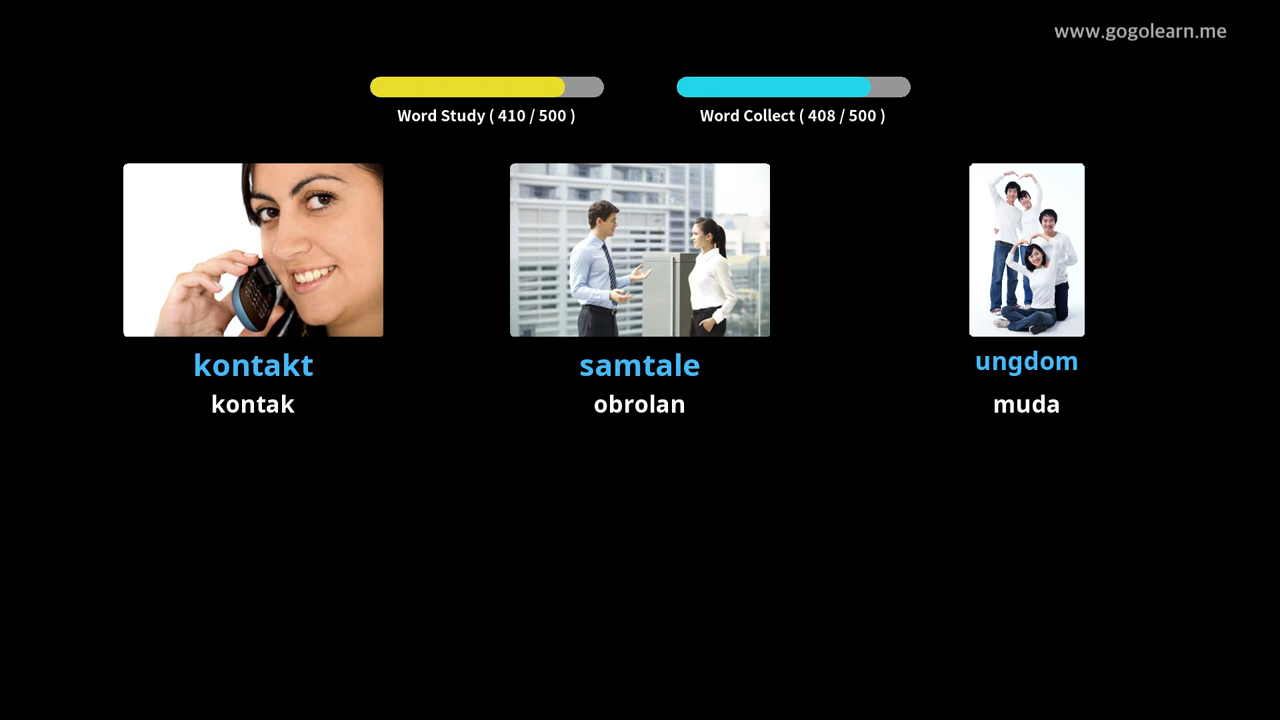 www.gogolearn.me
Word Study ( 410 / 500 )
Word Collect ( 408 / 500 )
kontakt
kontak
samtale
obrolan
ungdom
muda